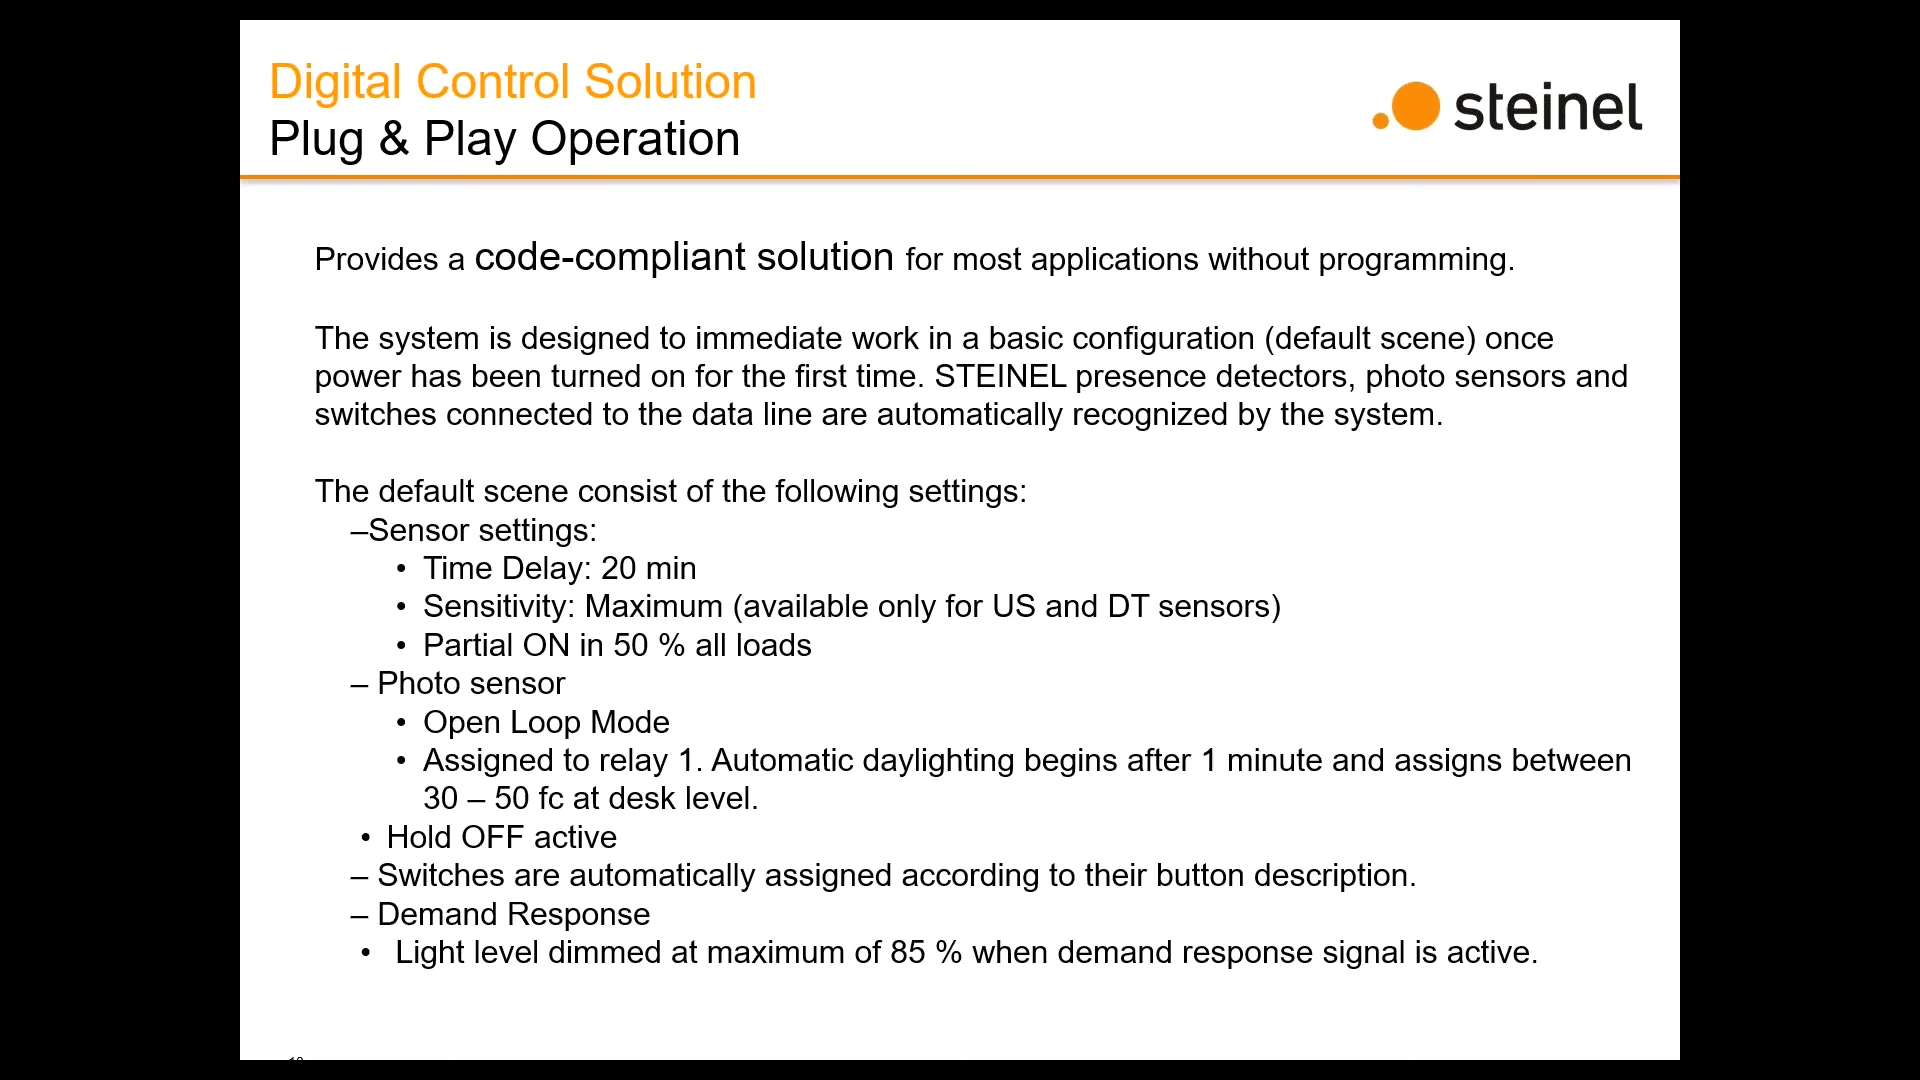 Digital Control Solution
Plug & Play Operation
steinel
Provides a code-compliant solution for most applications without programming.
The system is designed to immediate work in a basic configuration (default scene) once
power has been turned on for the first time. STEINEL presence detectors, photo sensors and
switches connected to the data line are automatically recognized by the system.
The default scene consist of the following settings:
–Sensor settings:
• Time Delay: 20 min
• Sensitivity: Maximum (available only for US and DT sensors)
• Partial ON in 50 % all loads
– Photo sensor
• Open Loop Mode
• Assigned to relay 1. Automatic daylighting begins after 1 minute and assigns between
30 – 50 fc at desk level.
• Hold OFF active
– Switches are automatically assigned according to their button description.
– Demand Response
• Light level dimmed at maximum of 85 % when demand response signal is active.